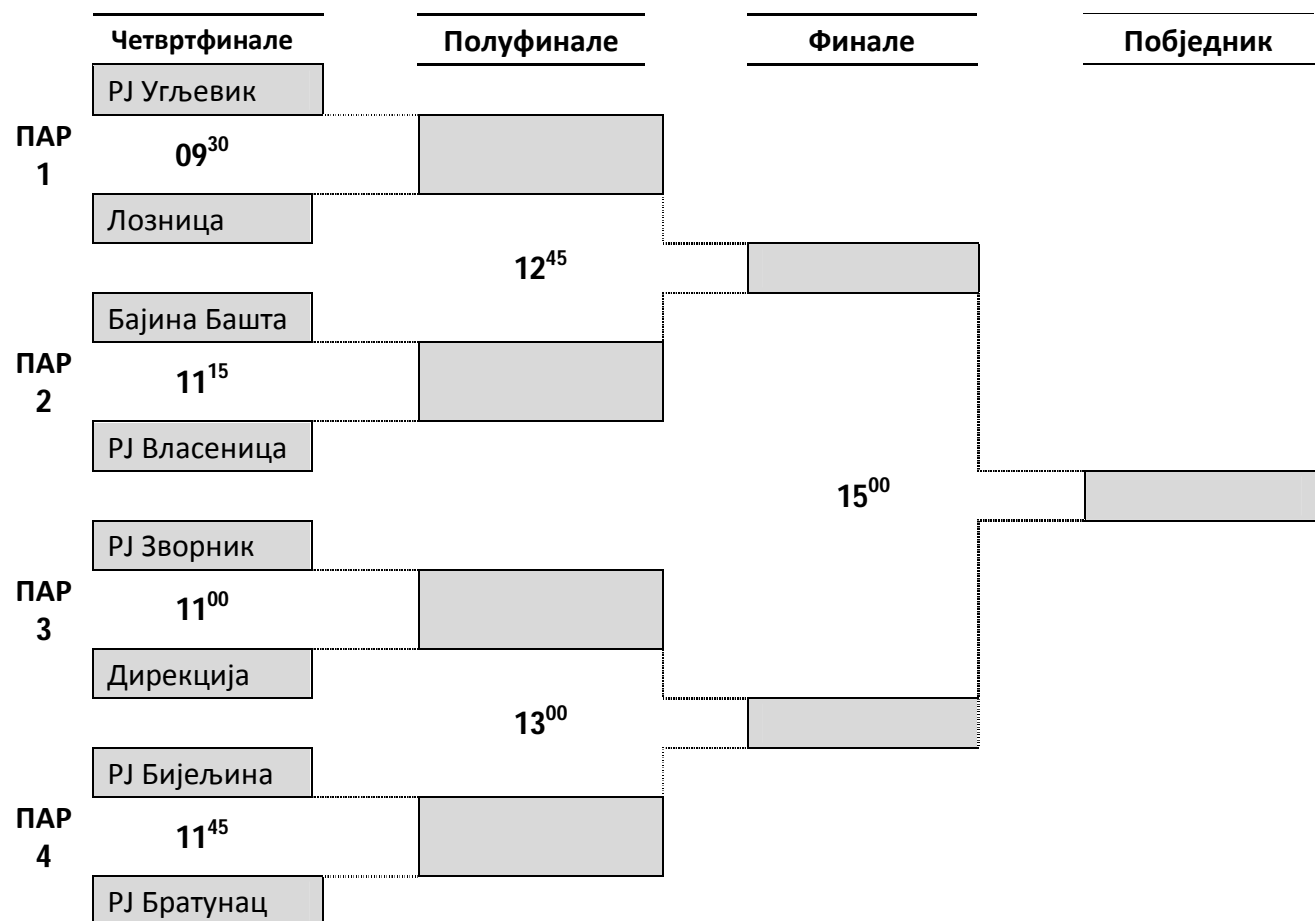 Четвртфинале Полуфинале Финале Побједник
РЈ Угљевик
ПАР
1
09³⁰
Лозница
12⁴⁵
Бајина Башта
ПАР
2
11¹⁵
РЈ Власеница
15⁰⁰
РЈ Зворник
ПАР
3
11⁰⁰
Дирекција
13⁰⁰
РЈ Бијељина
ПАР
4
11⁴⁵
РЈ Братунац